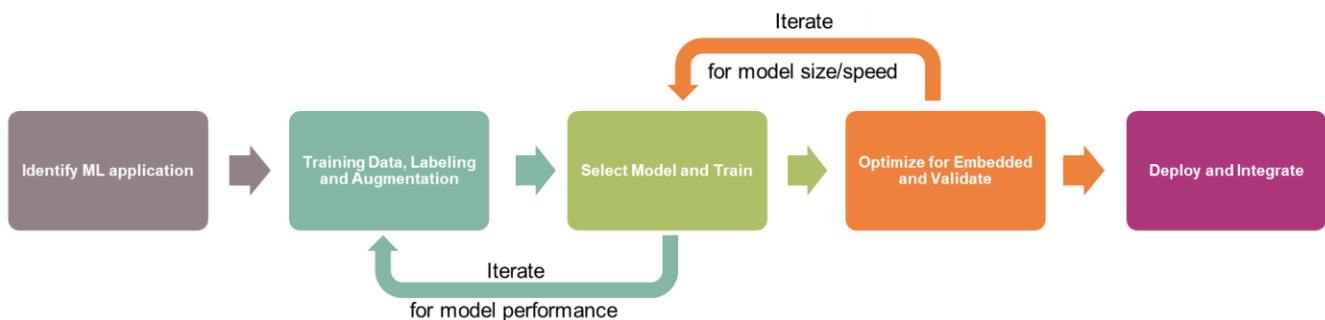 Iterate
for model size/speed
Identify ML application
Training Data, Labeling
and Augmentation
Select Model and Train
Optimize for Embedded
and Validate
Deploy and Integrate
Iterate
for model performance